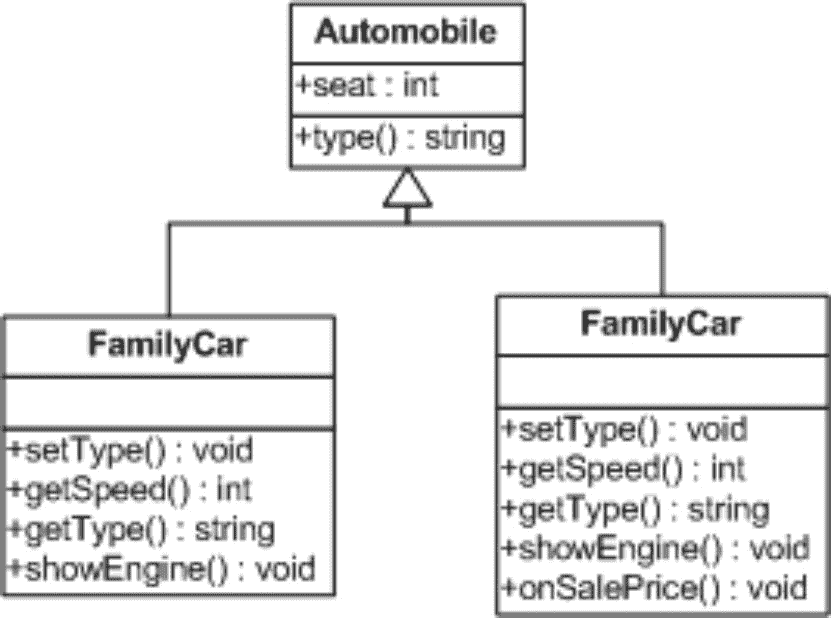 Automobile
+seat : int
+type() : string
FamilyCar
+setType() : void
+getSpeed() : int
+getType() : string
+showEngine() : void
FamilyCar
+setType() : void
+getSpeed() : int
+getType() : string
+showEngine() : void
+onSalePrice() : void